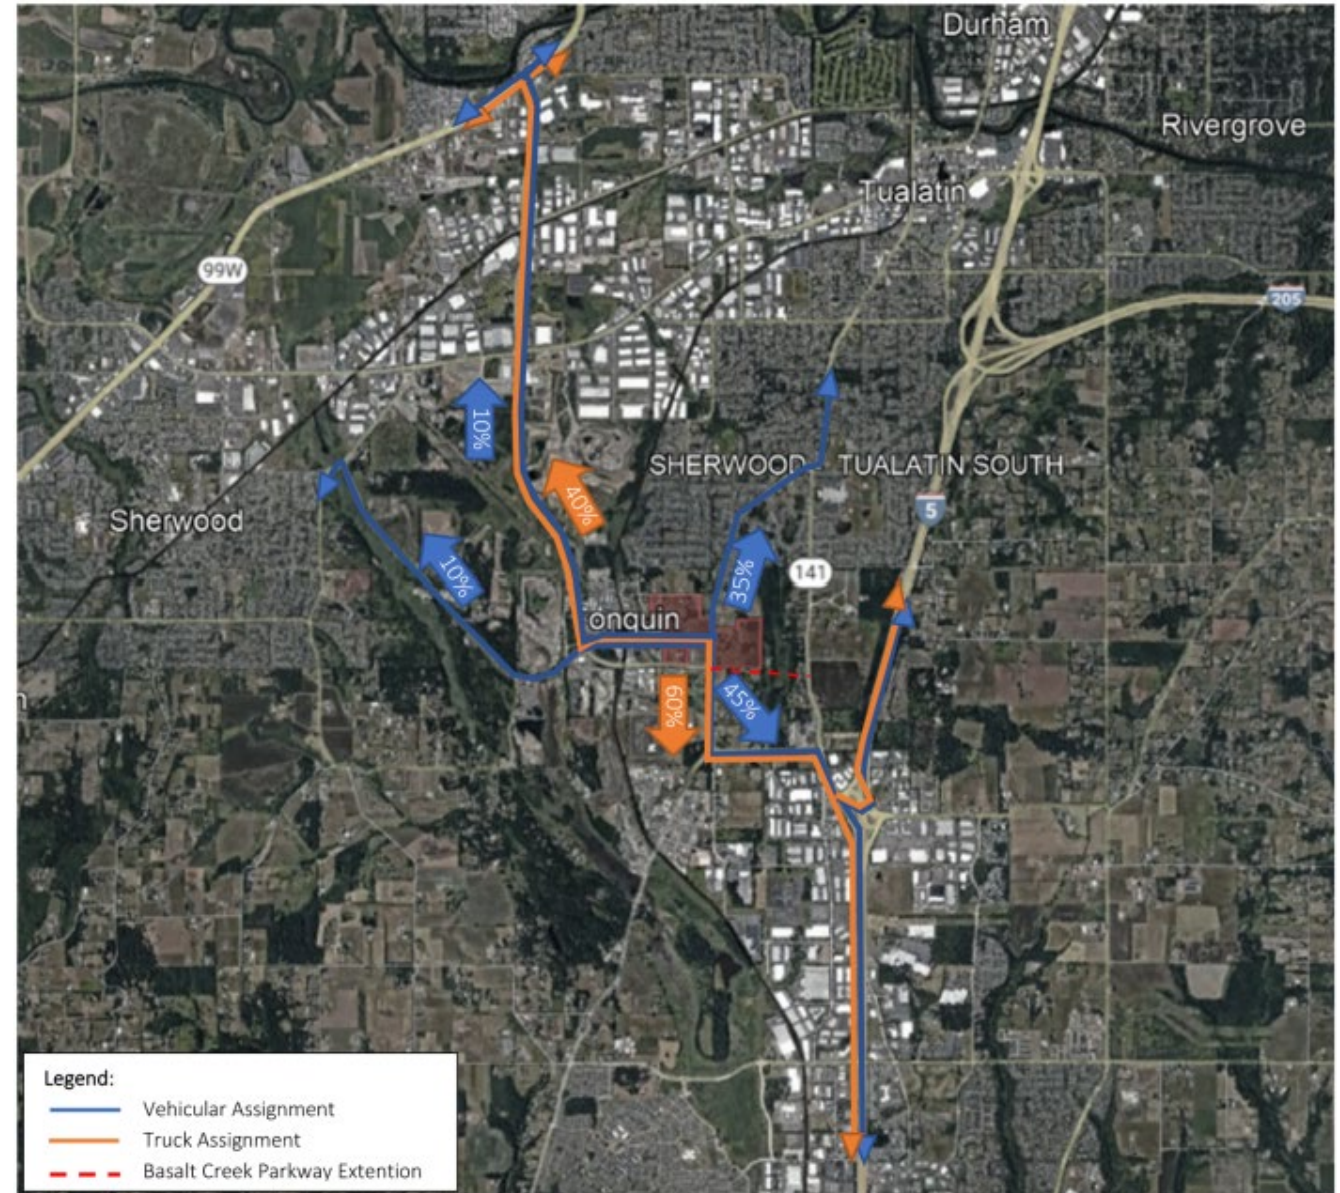 Durham
Rivergrove
Tualatin
99W
205
10%
SHERWOOD
TUALATIN SOUTH
40%
5
Sherwood
10%
35%
141
onquin
60%
45%
n
Legend:
Vehicular Assignment
Truck Assignment
Basalt Creek Parkway Extention